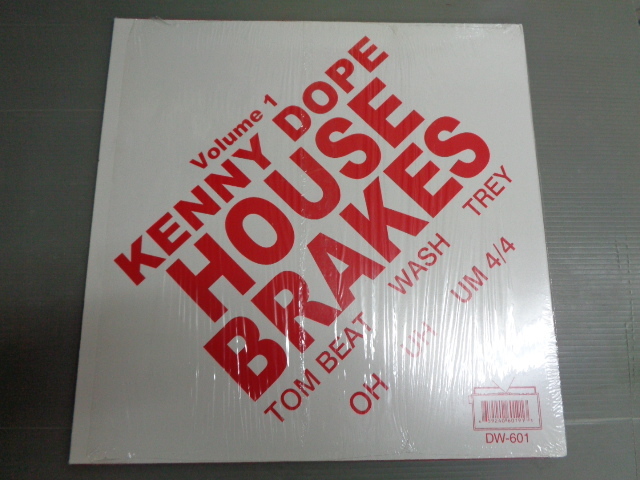 Volume 1
KENNY DOPE
HOUSE
BRAKES
TOM BEAT WASH TREY
OH UH UM 4/4
DW-601